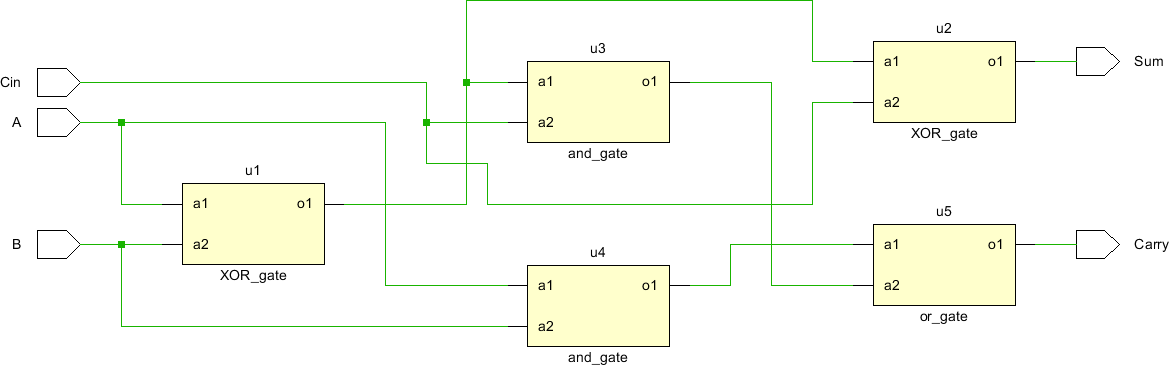 u2
u3
Cin
a1
o1
a1
o1
Sum
A
a2
a2
XOR_gate
and_gate
u1
a1
o1
u5
B
a2
a1
o1
Carry
u4
XOR_gate
a1
o1
a2
or_gate
a2
and_gate